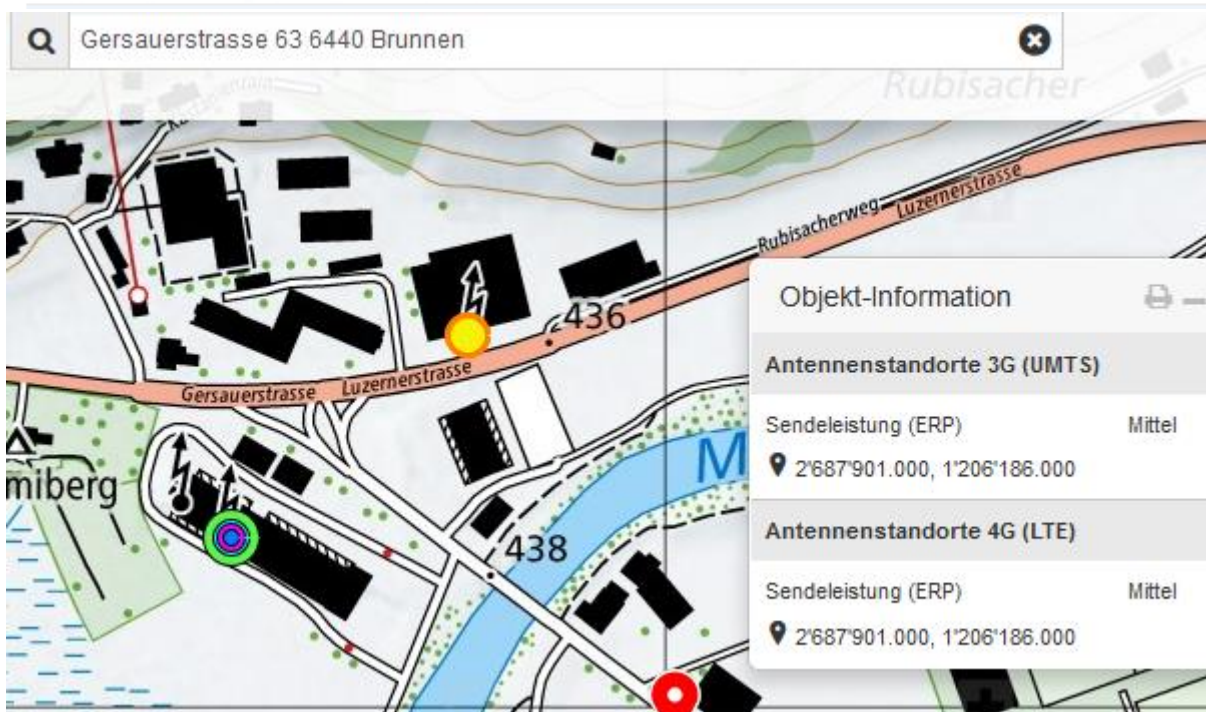 Gersauerstrasse 63 6440 Brunnen
Rubisacher
Rubisacherweg
Luzernerstrasse
436
Gersauerstrasse
Luzernerstrasse
miberg
438
M
Objekt-Information
Antennenstandorte 3G (UMTS)
Sendeleistung (ERP) Mittel
2'687'901.000, 1'206'186.000
Antennenstandorte 4G (LTE)
Sendeleistung (ERP) Mittel
2'687'901.000, 1'206'186.000